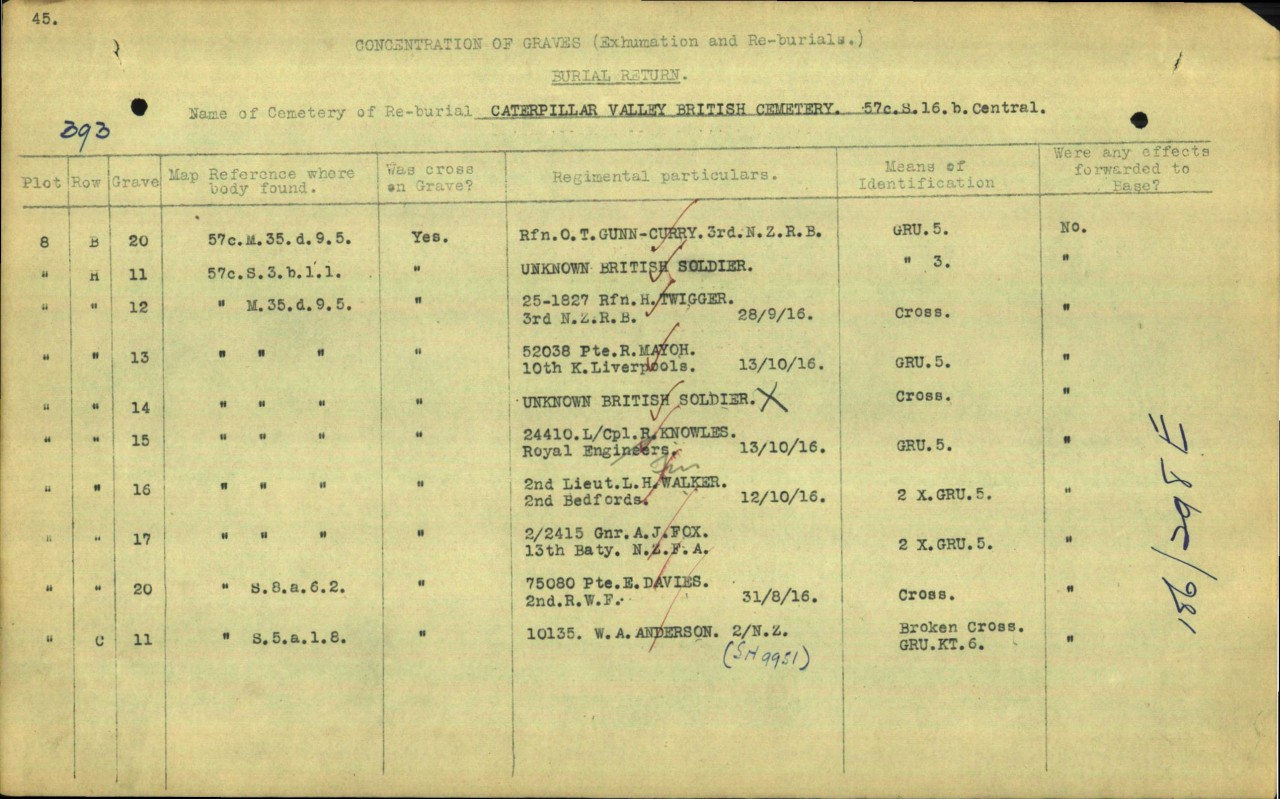 45.
CONCENTRATION OF GRAVES (Exhumation and Re-burials.)
BURIAL RETURN.
Name of Cemetery of Re-burial CATERPILLAR VALLEY BRITISH CEMETERY. 57c.S.16.b.Central.
393
Plot Row Grave Map Reference where body found. Was cross on Grave? Regimental particulars. Means of Identification Were any effects forwarded to Base?
8 B 20 57c.M.35.d.9.5. Yes. Rfn.O.T.GUNN-CURRY.3rd.N.Z.R.B. GRU.5. No.
" H 11 57c.S.3.b.1.1. " UNKNOWN BRITISH SOLDIER. " 3. "
" " 12 " M.35.d.9.5. " 25-1827 Rfn.H.TWIGGER.
3rd N.Z.R.B. 28/9/16. Cross. "
" " 13 " " " " 52038 Pte.R.MAYOH.
10th K.Liverpools. 13/10/16. GRU.5. "
" " 14 " " " " UNKNOWN BRITISH SOLDIER. X Cross. "
" " 15 " " " " 24410.L/Cpl.R.KNOWLES.
Royal Engineers. 13/10/16. GRU.5. "
" " 16 " " " " 2nd Lieut.L.H.WALKER.
2nd Bedfords. 12/10/16. 2 X.GRU.5. "
" " 17 " " " " 2/2415 Gnr.A.J.FOX.
13th Baty. N.Z.F.A. 2 X.GRU.5. "
" " 20 " S.8.a.6.2. " 75080 Pte.E.DAVIES.
2nd.R.W.F. 31/8/16. Cross. "
" C 11 " S.5.a.1.8. " 10135. W.A.ANDERSON. 2/N.Z. Broken Cross.
GRU.KT.6. "
(SH 9951)
186/298 E